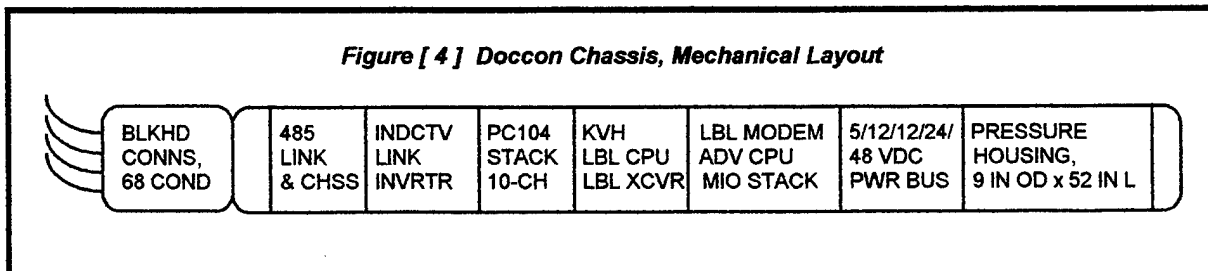 Figure [ 4 ] Doccon Chassis, Mechanical Layout
BLKHD
CONNS,
68 COND
485
LINK
& CHSS
INDCTV
LINK
INVRTR
PC104
STACK
10-CH
KVH
LBL CPU
LBL XCVR
LBL MODEM
ADV CPU
MIO STACK
5/12/12/24/
48 VDC
PWR BUS
PRESSURE
HOUSING,
9 IN OD x 52 IN L